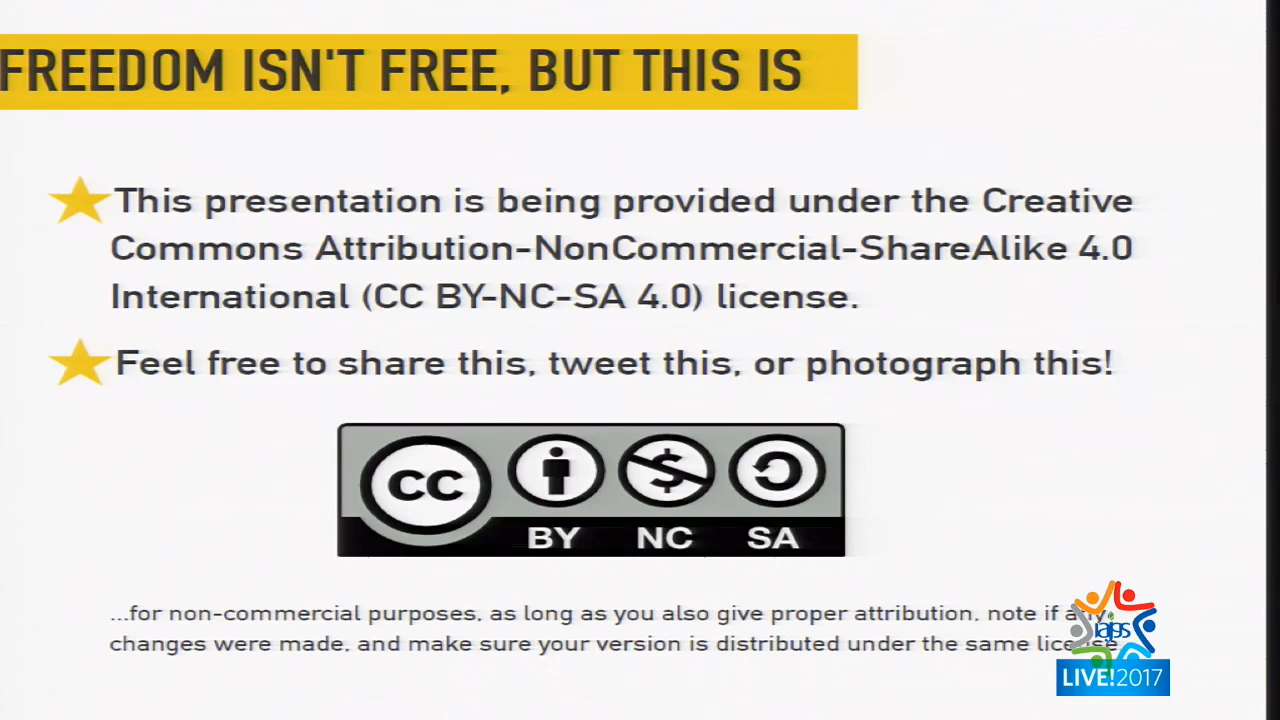 FREEDOM ISN'T FREE, BUT THIS IS
This presentation is being provided under the Creative
Commons Attribution-NonCommercial-ShareAlike 4.0
International (CC BY-NC-SA 4.0) license.
Feel free to share this, tweet this, or photograph this!
CC
BY NC SA
...for non-commercial purposes, as long as you also give proper attribution, note if any
changes were made, and make sure your version is distributed under the same license
iajgs
LIVE!2017